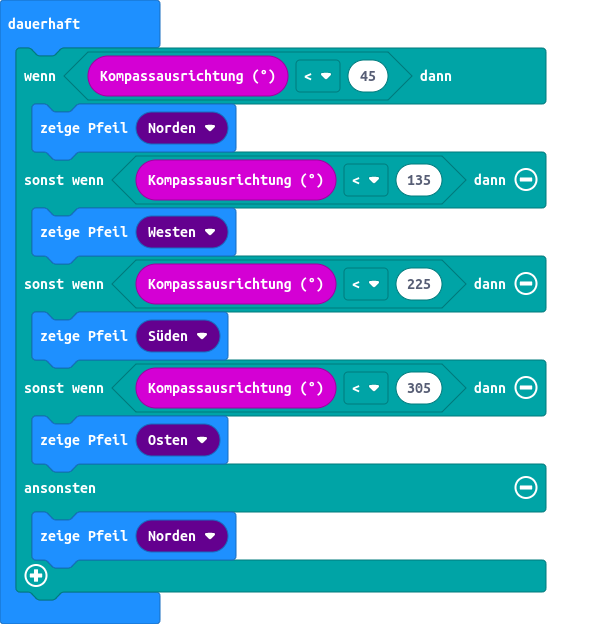 dauerhaft
wenn Kompassausrichtung (°) < 45 dann
zeige Pfeil Norden
sonst wenn Kompassausrichtung (°) < 135 dann
zeige Pfeil Westen
sonst wenn Kompassausrichtung (°) < 225 dann
zeige Pfeil Süden
sonst wenn Kompassausrichtung (°) < 305 dann
zeige Pfeil Osten
ansonsten
zeige Pfeil Norden